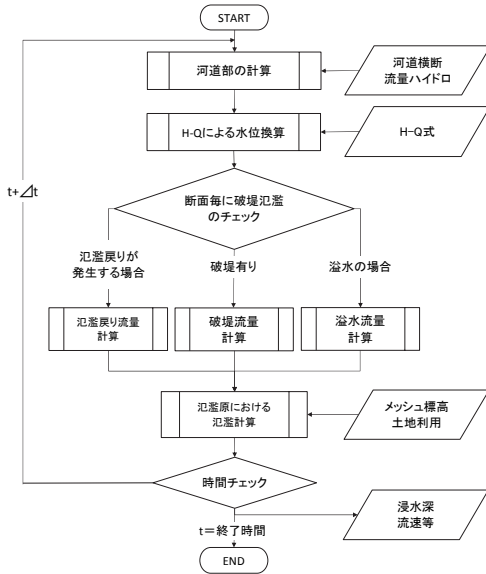 START
河道部の計算
河道横断
流量ハイドロ
H-Qによる水位換算
H-Q式
t+⊿t
断面毎に破堤氾濫
のチェック
氾濫戻りが
発生する場合
破堤有り
溢水の場合
氾濫戻り流量
計算
破堤流量
計算
溢水流量
計算
氾濫原における
氾濫計算
メッシュ標高
土地利用
時間チェック
浸水深
流速等
t=終了時間
END